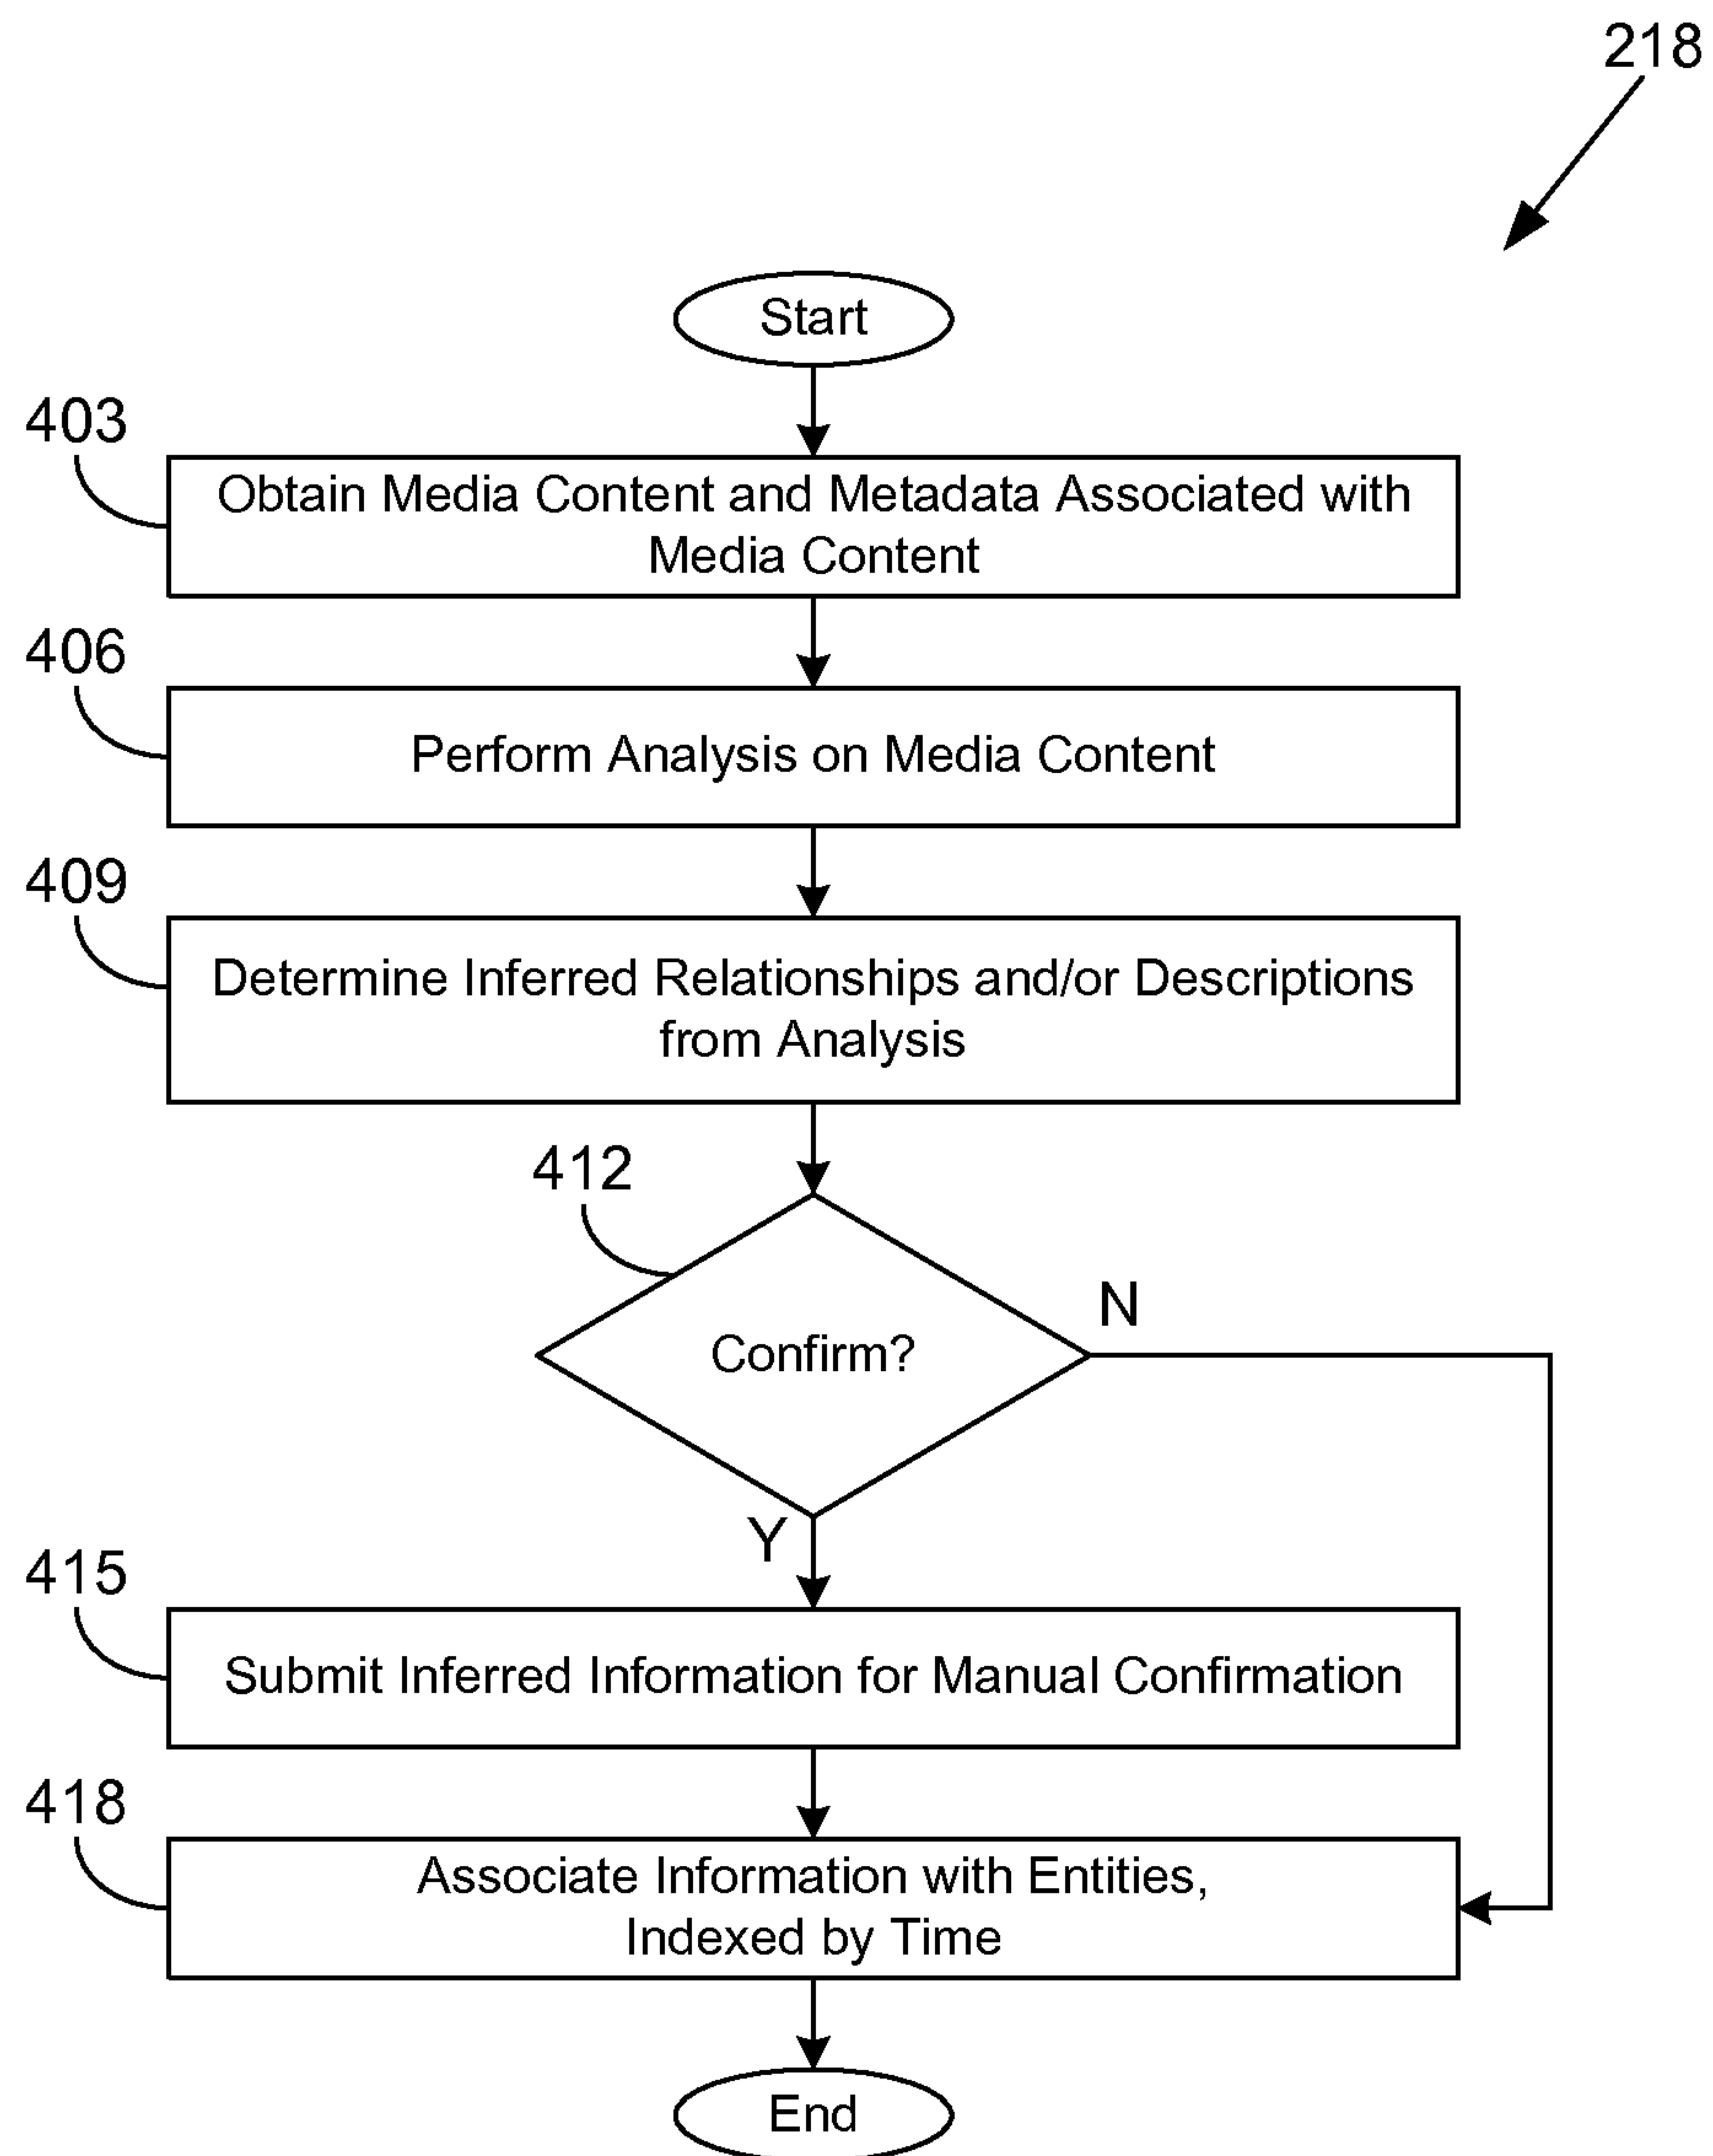 218
Start
403
Obtain Media Content and Metadata Associated with
Media Content
406
Perform Analysis on Media Content
409
Determine Inferred Relationships and/or Descriptions
from Analysis
412
Confirm?
N
Y
415
Submit Inferred Information for Manual Confirmation
418
Associate Information with Entities,
Indexed by Time
End